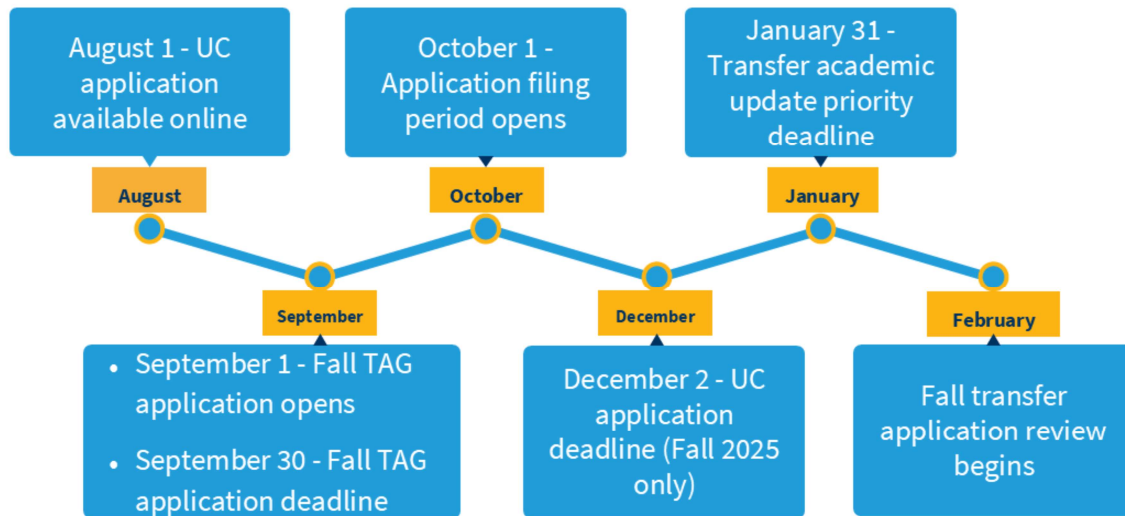 August 1 - UC
application
available online
August
September
• September 1 - Fall TAG
application opens
• September 30 - Fall TAG
application deadline
October 1 -
Application filing
period opens
October
December
December 2 - UC
application
deadline (Fall 2025
only)
January 31 -
Transfer academic
update priority
deadline
January
February
Fall transfer
application review
begins